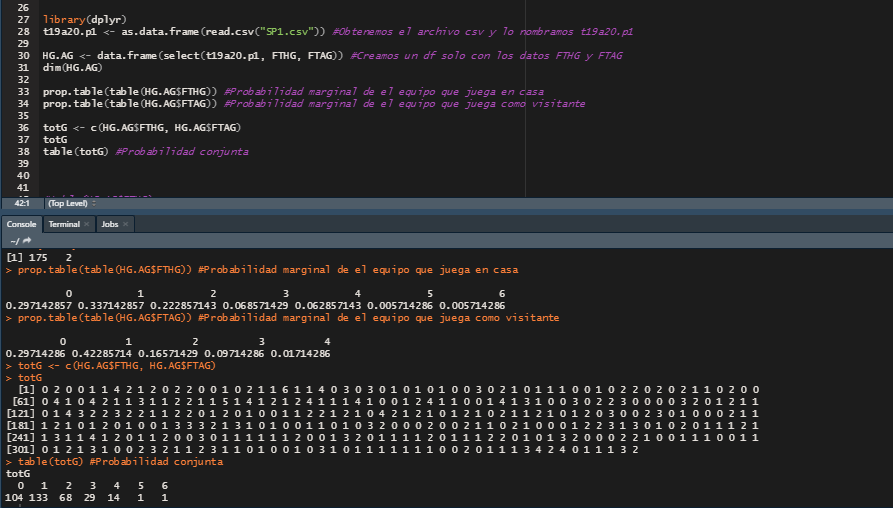 26
27 library(dplyr)
28 t19a20.p1 <- as.data.frame(read.csv("SP1.csv")) #Obtenemos el archivo csv y lo nombramos t19a20.p1
29
30 HG.AG <- data.frame(select(t19a20.p1, FTHG, FTAG)) #Creamos un df solo con los datos FTHG y FTAG
31 dim(HG.AG)
32
33 prop.table(table(HG.AG$FTHG)) #Probabilidad marginal de el equipo que juega en casa
34 prop.table(table(HG.AG$FTAG)) #Probabilidad marginal de el equipo que juega como visitante
35
36 totG <- c(HG.AG$FTHG, HG.AG$FTAG)
37 totG
38 table(totG) #Probabilidad conjunta
39
40
41
42:1 (Top Level)
Console Terminal Jobs
~/
[1] 175 2
> prop.table(table(HG.AG$FTHG)) #Probabilidad marginal de el equipo que juega en casa
0 1 2 3 4 5 6
0.297142857 0.337142857 0.222857143 0.068571429 0.062857143 0.005714286 0.005714286
> prop.table(table(HG.AG$FTAG)) #Probabilidad marginal de el equipo que juega como visitante
0 1 2 3 4
0.29714286 0.42285714 0.16571429 0.09714286 0.01714286
> totG <- c(HG.AG$FTHG, HG.AG$FTAG)
> totG
[1] 0 2 0 0 1 1 4 2 1 2 0 2 2 0 0 1 0 2 1 1 6 1 1 4 0 3 0 3 0 1 0 1 0 1 0 0 3 0 2 1 0 1 1 1 0 0 1 0 2 2 0 2 0 2 1 1 0 2 0 0
[61] 0 4 1 0 4 2 1 1 3 1 1 2 2 1 1 5 1 4 1 2 1 2 4 1 1 1 4 1 0 0 1 2 4 1 1 0 0 1 4 1 3 1 0 0 3 0 2 2 3 0 0 0 0 3 2 0 1 2 1 1
[121] 0 1 4 3 2 2 3 2 2 1 1 2 2 0 1 2 0 1 0 0 1 1 2 2 1 2 1 0 4 2 1 2 1 0 1 2 1 0 2 1 1 2 1 0 1 2 0 3 0 0 2 3 0 1 0 0 0 2 1 1
[181] 1 2 1 0 1 2 0 1 0 0 1 3 3 3 2 1 3 1 0 1 0 0 1 1 0 1 0 3 2 0 0 0 2 0 0 2 1 1 0 2 1 0 0 0 1 2 2 3 1 3 0 1 0 2 0 1 1 1 2 1
[241] 1 3 1 1 4 1 2 0 1 1 2 0 0 3 0 1 1 1 1 1 1 2 0 0 1 3 2 0 1 1 1 1 2 0 1 1 1 2 2 0 1 0 1 3 2 0 0 0 2 2 1 0 0 1 1 1 0 0 1 1
[301] 0 1 2 1 3 1 0 0 2 3 2 1 1 2 3 1 1 0 1 0 0 1 0 3 1 0 1 1 1 1 1 1 1 0 0 2 0 1 1 1 3 4 2 4 0 1 1 1 3 2
> table(totG) #Probabilidad conjunta
totG
0 1 2 3 4 5 6
104 133 68 29 14 1 1